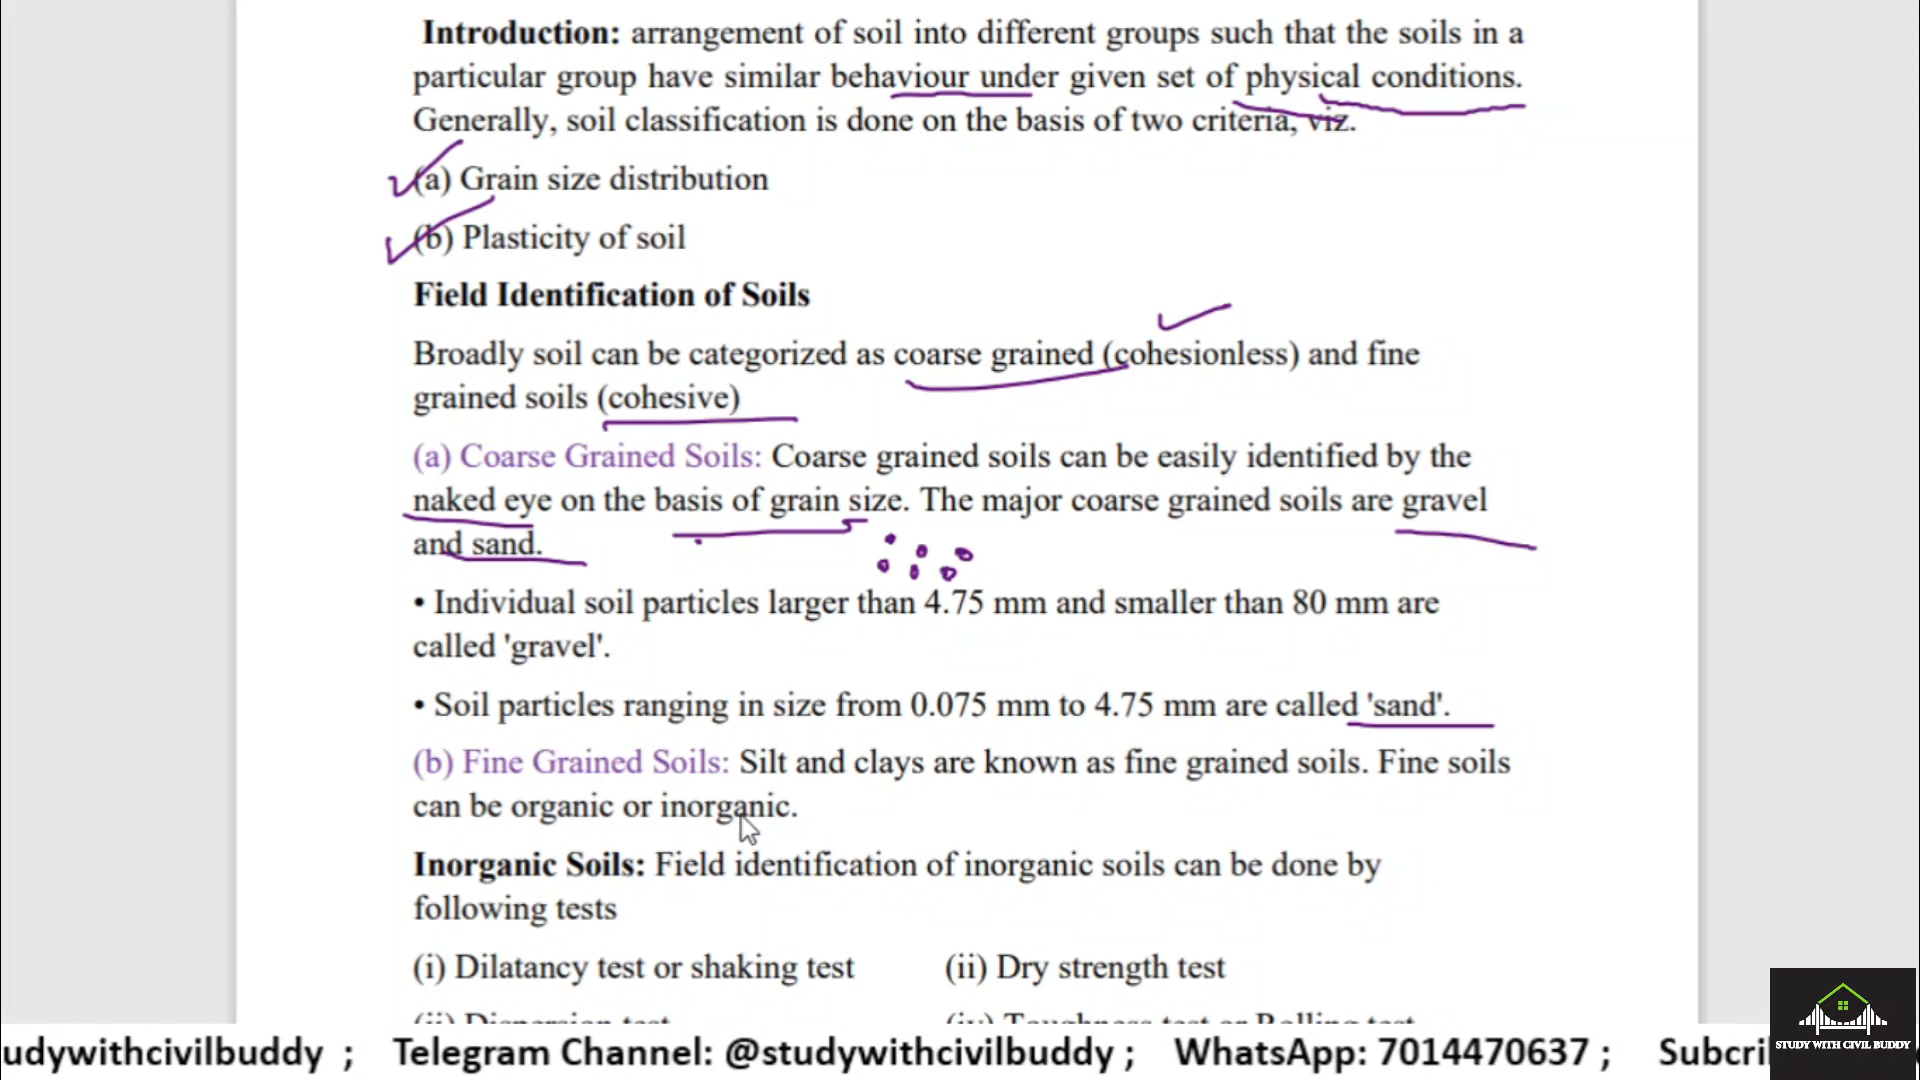 Introduction: arrangement of soil into different groups such that the soils in a
particular group have similar behaviour under given set of physical conditions.
Generally, soil classification is done on the basis of two criteria, viz.
(a) Grain size distribution
(b) Plasticity of soil
Field Identification of Soils
Broadly soil can be categorized as coarse grained (cohesionless) and fine
grained soils (cohesive)
(a) Coarse Grained Soils: Coarse grained soils can be easily identified by the
naked eye on the basis of grain size. The major coarse grained soils are gravel
and sand.
• Individual soil particles larger than 4.75 mm and smaller than 80 mm are
called 'gravel'.
• Soil particles ranging in size from 0.075 mm to 4.75 mm are called 'sand'.
(b) Fine Grained Soils: Silt and clays are known as fine grained soils. Fine soils
can be organic or inorganic.
Inorganic Soils: Field identification of inorganic soils can be done by
following tests
(i) Dilatancy test or shaking test (ii) Dry strength test
(ii) Dispersion test (iv) Toughness test or Rolling test
udywithcivilbuddy ; Telegram Channel: @studywithcivilbuddy ; WhatsApp: 7014470637 ; Subcri
STUDY WITH CIVIL BUDDY